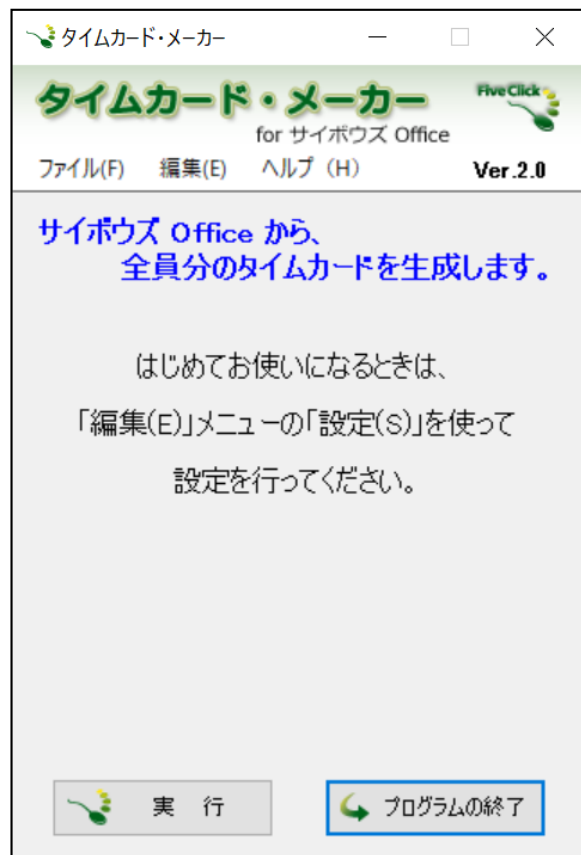 タイムカード・メーカー
タイムカード・メーカー
FiveClick
for サイボウズ Office
ファイル(F) 編集(E) ヘルプ（H） Ver.2.0
サイボウズ Office から、
全員分のタイムカードを生成します。
はじめてお使いになるときは、
「編集(E)」メニューの「設定(S)」を使って
設定を行ってください。
実 行
プログラムの終了